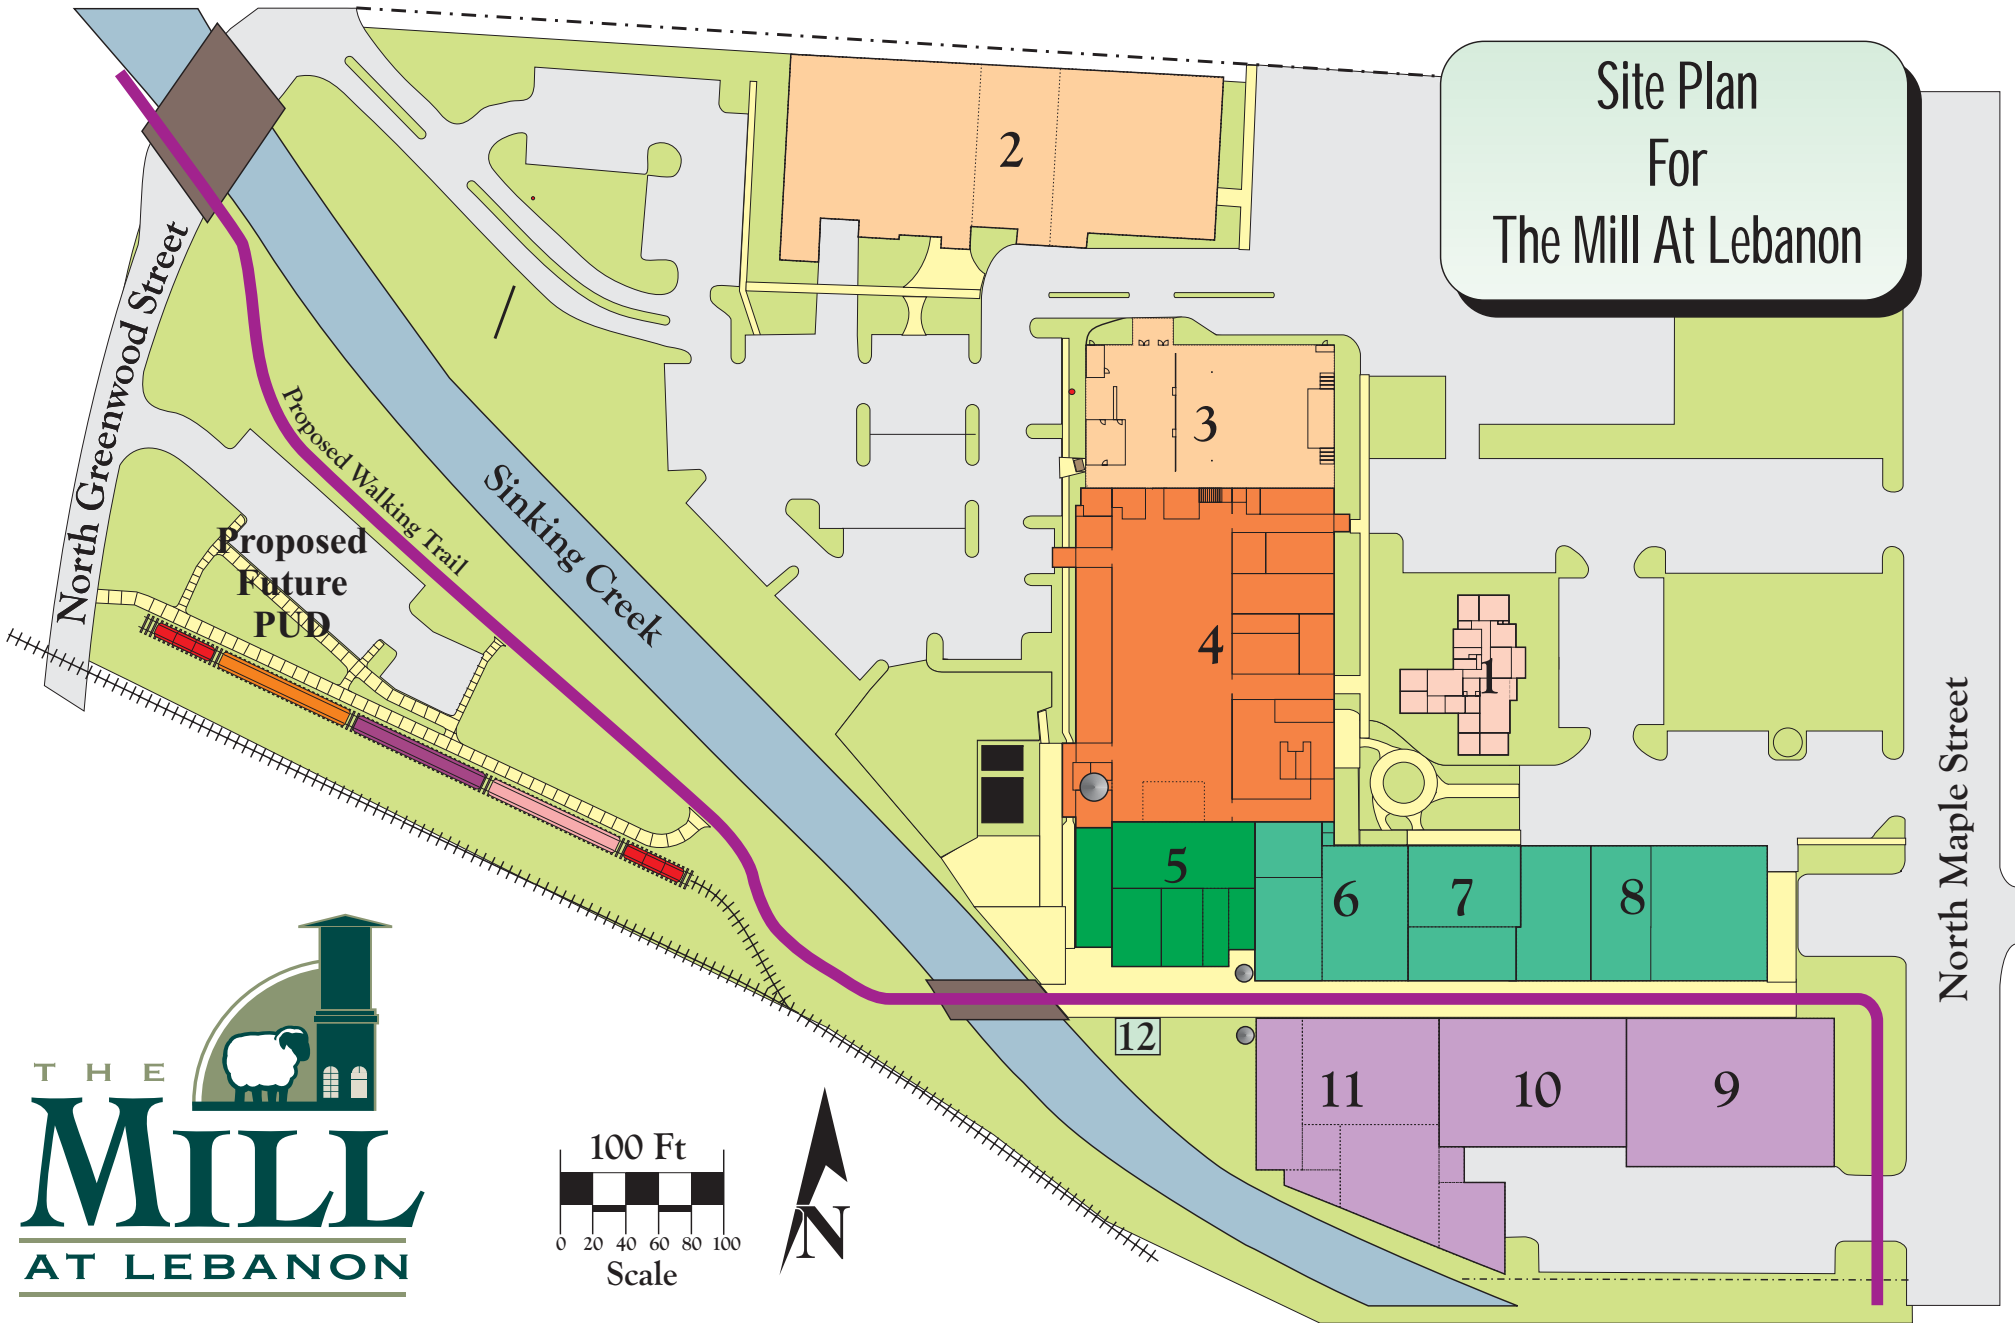 Site Plan
For
The Mill At Lebanon
2
3
4
1
5
6
7
8
12
11
10
9
North Greenwood Street
Proposed Walking Trail
Sinking Creek
Proposed
Future
PUD
North Maple Street
THE
MILL
AT LEBANON
100 Ft
0 20 40 60 80 100
Scale
N